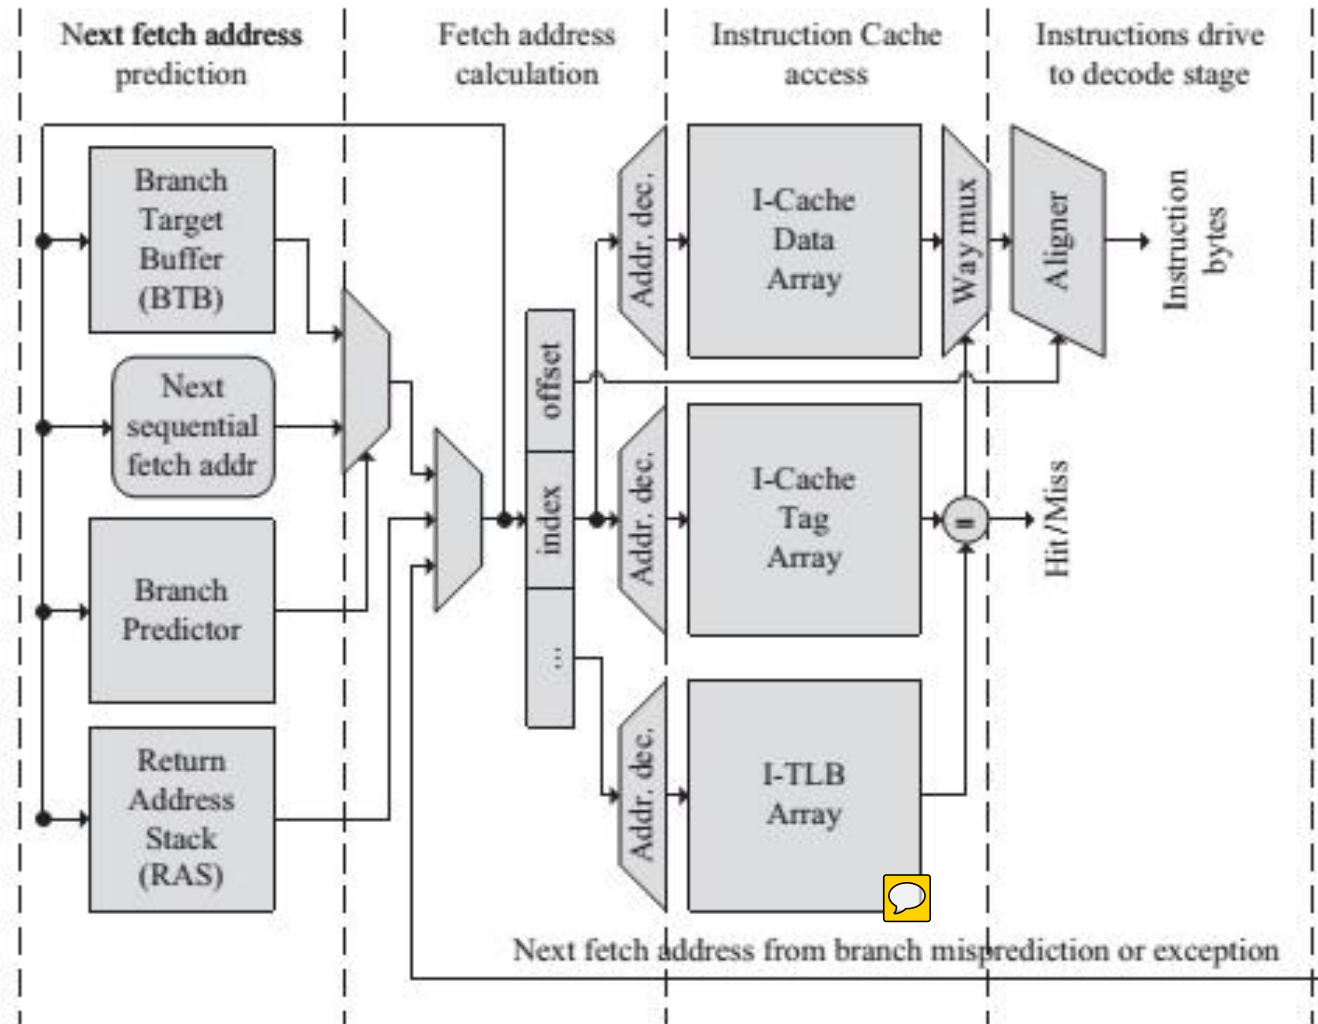 Next fetch address
prediction
Fetch address
calculation
Instruction Cache
access
Instructions drive
to decode stage
Branch
Target
Buffer
(BTB)
Next
sequential
fetch addr
Branch
Predictor
Return
Address
Stack
(RAS)
offset
index
...
Addr. dec.
I-Cache
Data
Array
Way mux
Aligner
Instruction
bytes
Addr. dec.
I-Cache
Tag
Array
=
Hit/Miss
Addr. dec.
I-TLB
Array
Next fetch address from branch misprediction or exception